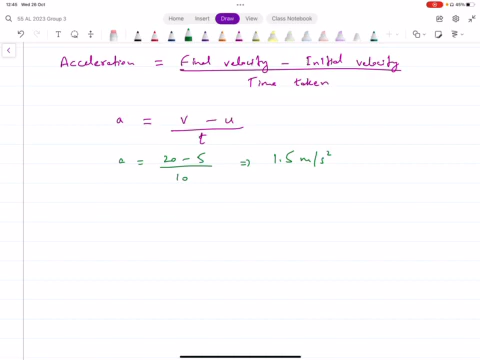 12:45 Wed 26 Oct
45%
SS AL 2023 Group 3
Home Insert Draw View Class Notebook
Acceleration = Final velocity - Initial velocity
Time taken
a = v - u
t
a = 20 - 5 ⇒ 1.5 m/s²
10